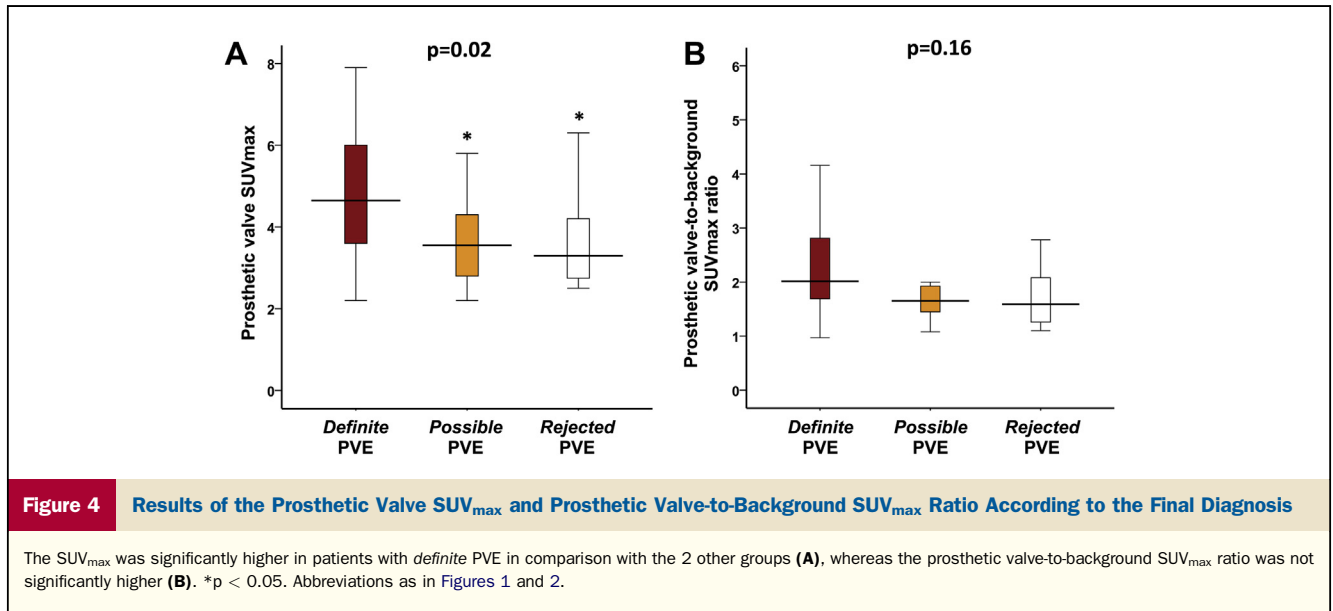 A
p=0.02
Prosthetic valve SUVmax
8
6
4
2
0
*
*
Definite
PVE
Possible
PVE
Rejected
PVE
B
p=0.16
Prosthetic valve-to-background
SUVmax ratio
6
5
4
3
2
1
0
Definite
PVE
Possible
PVE
Rejected
PVE
Figure 4
Results of the Prosthetic Valve SUVmax and Prosthetic Valve-to-Background SUVmax Ratio According to the Final Diagnosis
The SUVmax was significantly higher in patients with definite PVE in comparison with the 2 other groups (A), whereas the prosthetic valve-to-background SUVmax ratio was not
significantly higher (B). *p < 0.05. Abbreviations as in Figures 1 and 2.